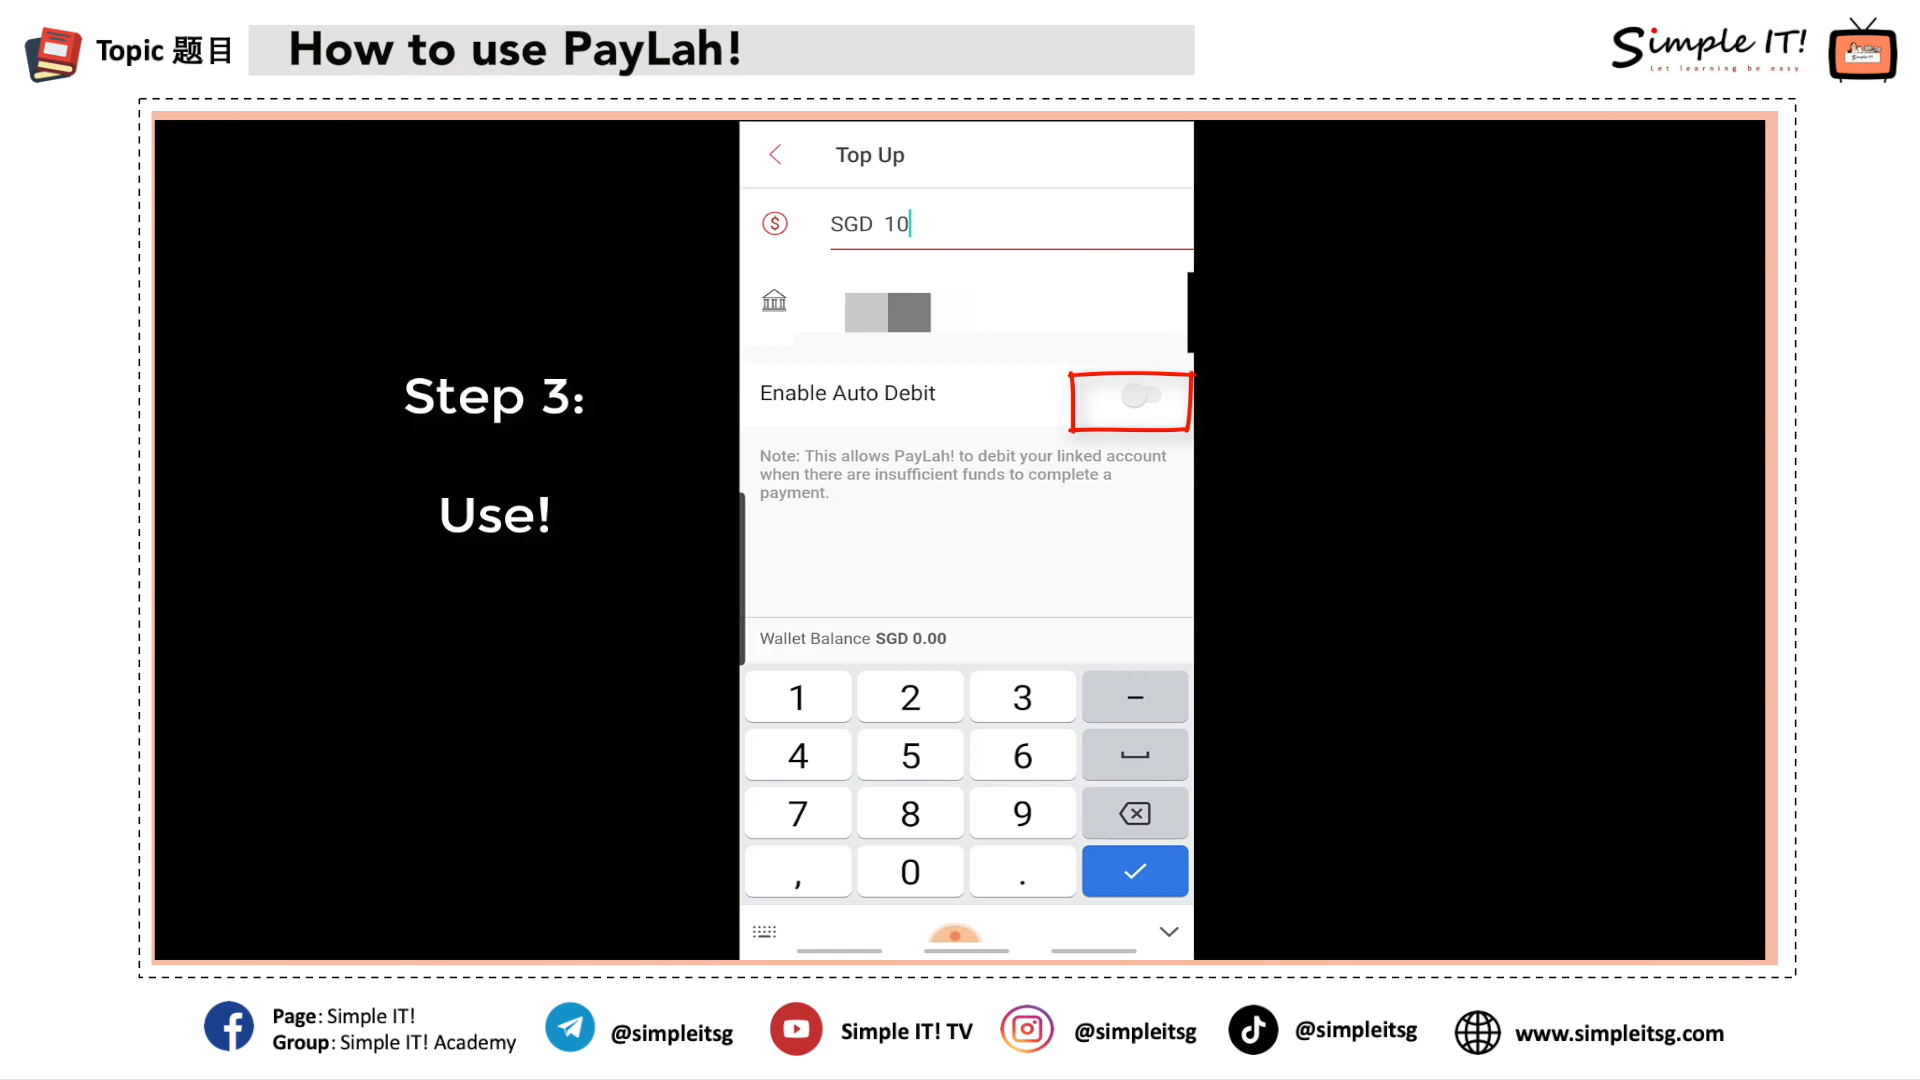 Topic 题目
How to use PayLah!
Simple IT!
Let learning be easy
Step 3:
Use!
Top Up
SGD 10
Enable Auto Debit
Note: This allows PayLah! to debit your linked account
when there are insufficient funds to complete a
payment.
Wallet Balance SGD 0.00
1 2 3 –
4 5 6
7 8 9
, 0 .
Page: Simple IT!
Group: Simple IT! Academy
@simpleitsg
Simple IT! TV
@simpleitsg
@simpleitsg
www.simpleitsg.com